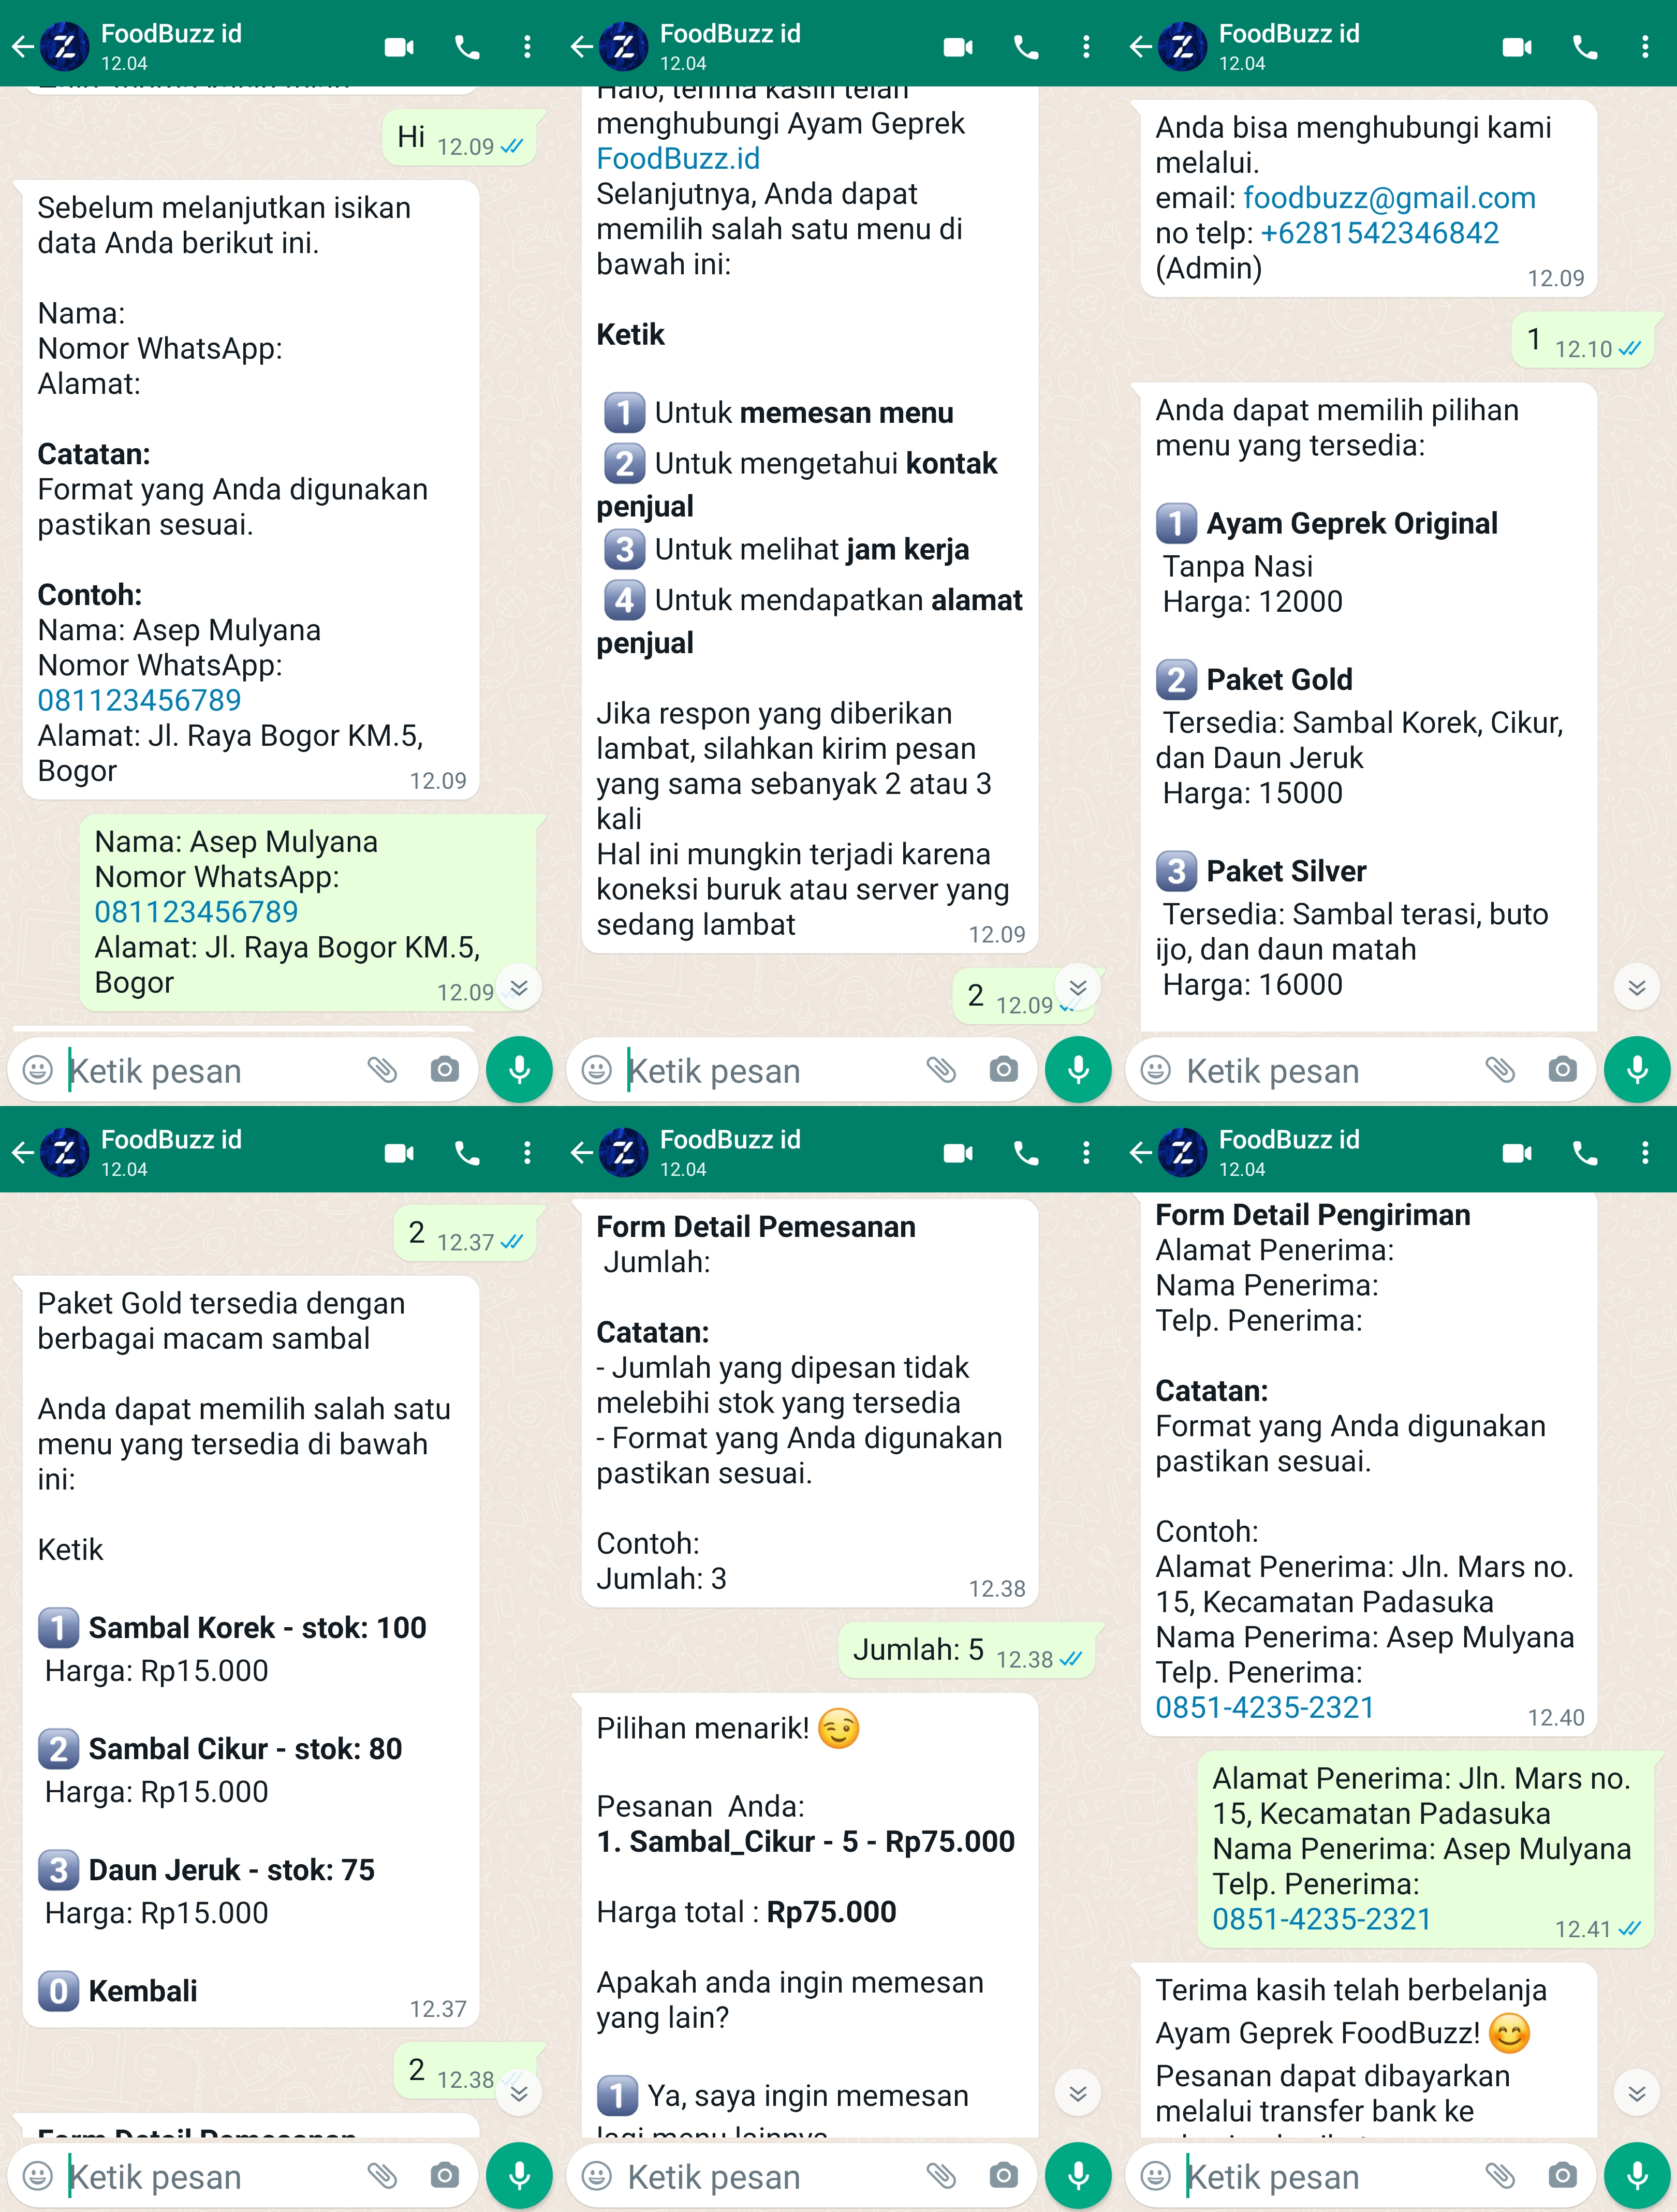 FoodBuzz id
12.04
Hi 12.09
Sebelum melanjutkan isikan
data Anda berikut ini.
Nama:
Nomor WhatsApp:
Alamat:
Catatan:
Format yang Anda digunakan
pastikan sesuai.
Contoh:
Nama: Asep Mulyana
Nomor WhatsApp:
081123456789
Alamat: Jl. Raya Bogor KM.5,
Bogor 12.09
Nama: Asep Mulyana
Nomor WhatsApp:
081123456789
Alamat: Jl. Raya Bogor KM.5,
Bogor 12.09
Ketik pesan
FoodBuzz id
12.04
Halo, terima kasih telah
menghubungi Ayam Geprek
FoodBuzz.id
Selanjutnya, Anda dapat
memilih salah satu menu di
bawah ini:
Ketik
1 Untuk memesan menu
2 Untuk mengetahui kontak
penjual
3 Untuk melihat jam kerja
4 Untuk mendapatkan alamat
penjual
Jika respon yang diberikan
lambat, silahkan kirim pesan
yang sama sebanyak 2 atau 3
kali
Hal ini mungkin terjadi karena
koneksi buruk atau server yang
sedang lambat 12.09
2 12.09
Ketik pesan
FoodBuzz id
12.04
Anda bisa menghubungi kami
melalui.
email: foodbuzz@gmail.com
no telp: +6281542346842
(Admin) 12.09
1 12.10
Anda dapat memilih pilihan
menu yang tersedia:
1 Ayam Geprek Original
Tanpa Nasi
Harga: 12000
2 Paket Gold
Tersedia: Sambal Korek, Cikur,
dan Daun Jeruk
Harga: 15000
3 Paket Silver
Tersedia: Sambal terasi, buto
ijo, dan daun matah
Harga: 16000
Ketik pesan
FoodBuzz id
12.04
2 12.37
Paket Gold tersedia dengan
berbagai macam sambal
Anda dapat memilih salah satu
menu yang tersedia di bawah
ini:
Ketik
1 Sambal Korek - stok: 100
Harga: Rp15.000
2 Sambal Cikur - stok: 80
Harga: Rp15.000
3 Daun Jeruk - stok: 75
Harga: Rp15.000
0 Kembali 12.37
2 12.38
Form Detail Pemesanan
Ketik pesan
FoodBuzz id
12.04
Form Detail Pemesanan
Jumlah:
Catatan:
- Jumlah yang dipesan tidak
melebihi stok yang tersedia
- Format yang Anda digunakan
pastikan sesuai.
Contoh:
Jumlah: 3 12.38
Jumlah: 5 12.38
Pilihan menarik! 😉
Pesanan Anda:
1. Sambal_Cikur - 5 - Rp75.000
Harga total : Rp75.000
Apakah anda ingin memesan
yang lain?
1 Ya, saya ingin memesan
lagi menu lainnya
Ketik pesan
FoodBuzz id
12.04
Form Detail Pengiriman
Alamat Penerima:
Nama Penerima:
Telp. Penerima:
Catatan:
Format yang Anda digunakan
pastikan sesuai.
Contoh:
Alamat Penerima: Jln. Mars no.
15, Kecamatan Padasuka
Nama Penerima: Asep Mulyana
Telp. Penerima:
0851-4235-2321 12.40
Alamat Penerima: Jln. Mars no.
15, Kecamatan Padasuka
Nama Penerima: Asep Mulyana
Telp. Penerima:
0851-4235-2321 12.41
Terima kasih telah berbelanja
Ayam Geprek FoodBuzz! 😊
Pesanan dapat dibayarkan
melalui transfer bank ke
Ketik pesan